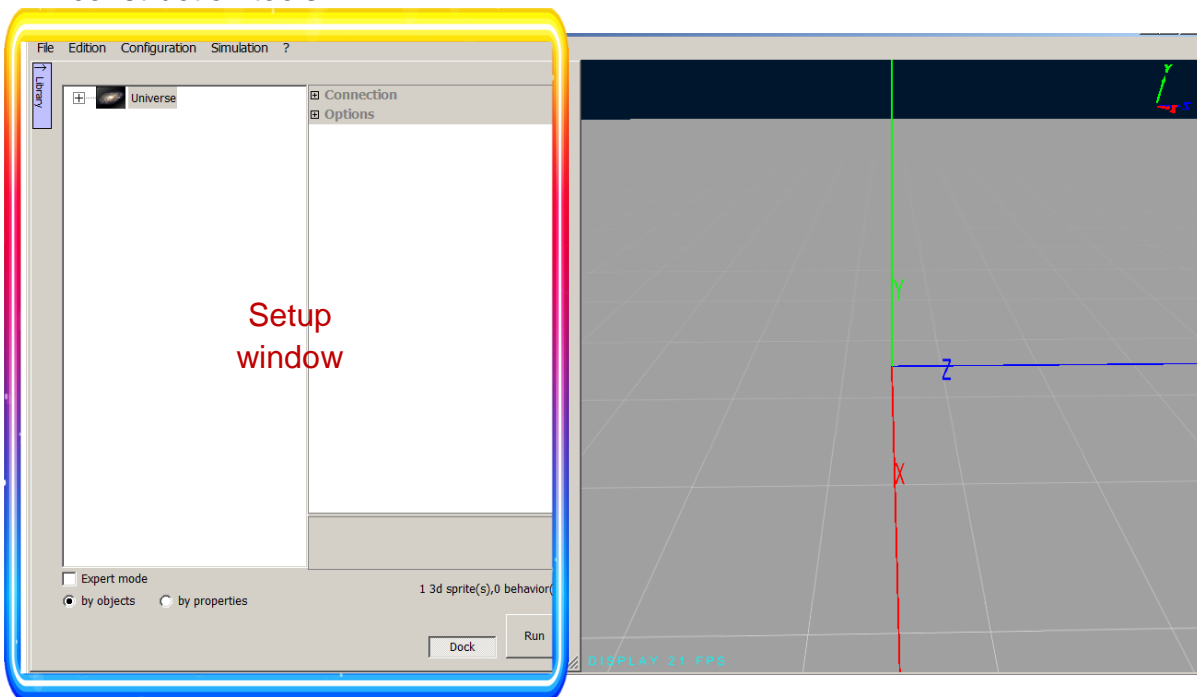 File Edition Configuration Simulation ?
Library
Universe
Connection
Options
Setup
window
Expert mode
by objects by properties
1 3d sprite(s),0 behavior(
Dock
Run
Y
X
Z
Y
Z
X
DISPLAY 21 FPS